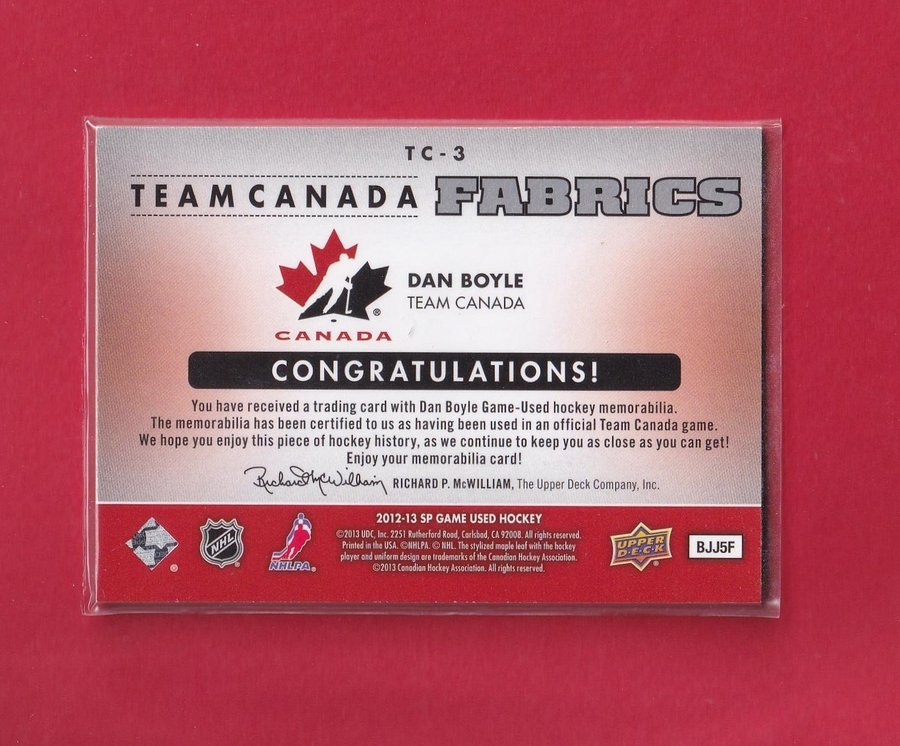 TC-3
TEAM CANADA FABRICS
DAN BOYLE
TEAM CANADA
®
CANADA
CONGRATULATIONS!
You have received a trading card with Dan Boyle Game-Used hockey memorabilia.
The memorabilia has been certified to us as having been used in an official Team Canada game.
We hope you enjoy this piece of hockey history, as we continue to keep you as close as you can get!
Enjoy your memorabilia card!
Richard McWilliam RICHARD P. McWILLIAM, The Upper Deck Company, Inc.
2012-13 SP GAME USED HOCKEY
©2013 UDC, Inc. 2251 Rutherford Road, Carlsbad, CA 92008. All rights reserved.
Printed in the USA. ©NHLPA. © NHL. The stylized maple leaf with the hockey
player and uniform design are trademarks of the Canadian Hockey Association.
©2013 Canadian Hockey Association. All rights reserved.
®
NHL
®
NHLPA
®
UPPER DECK
BJJ5F